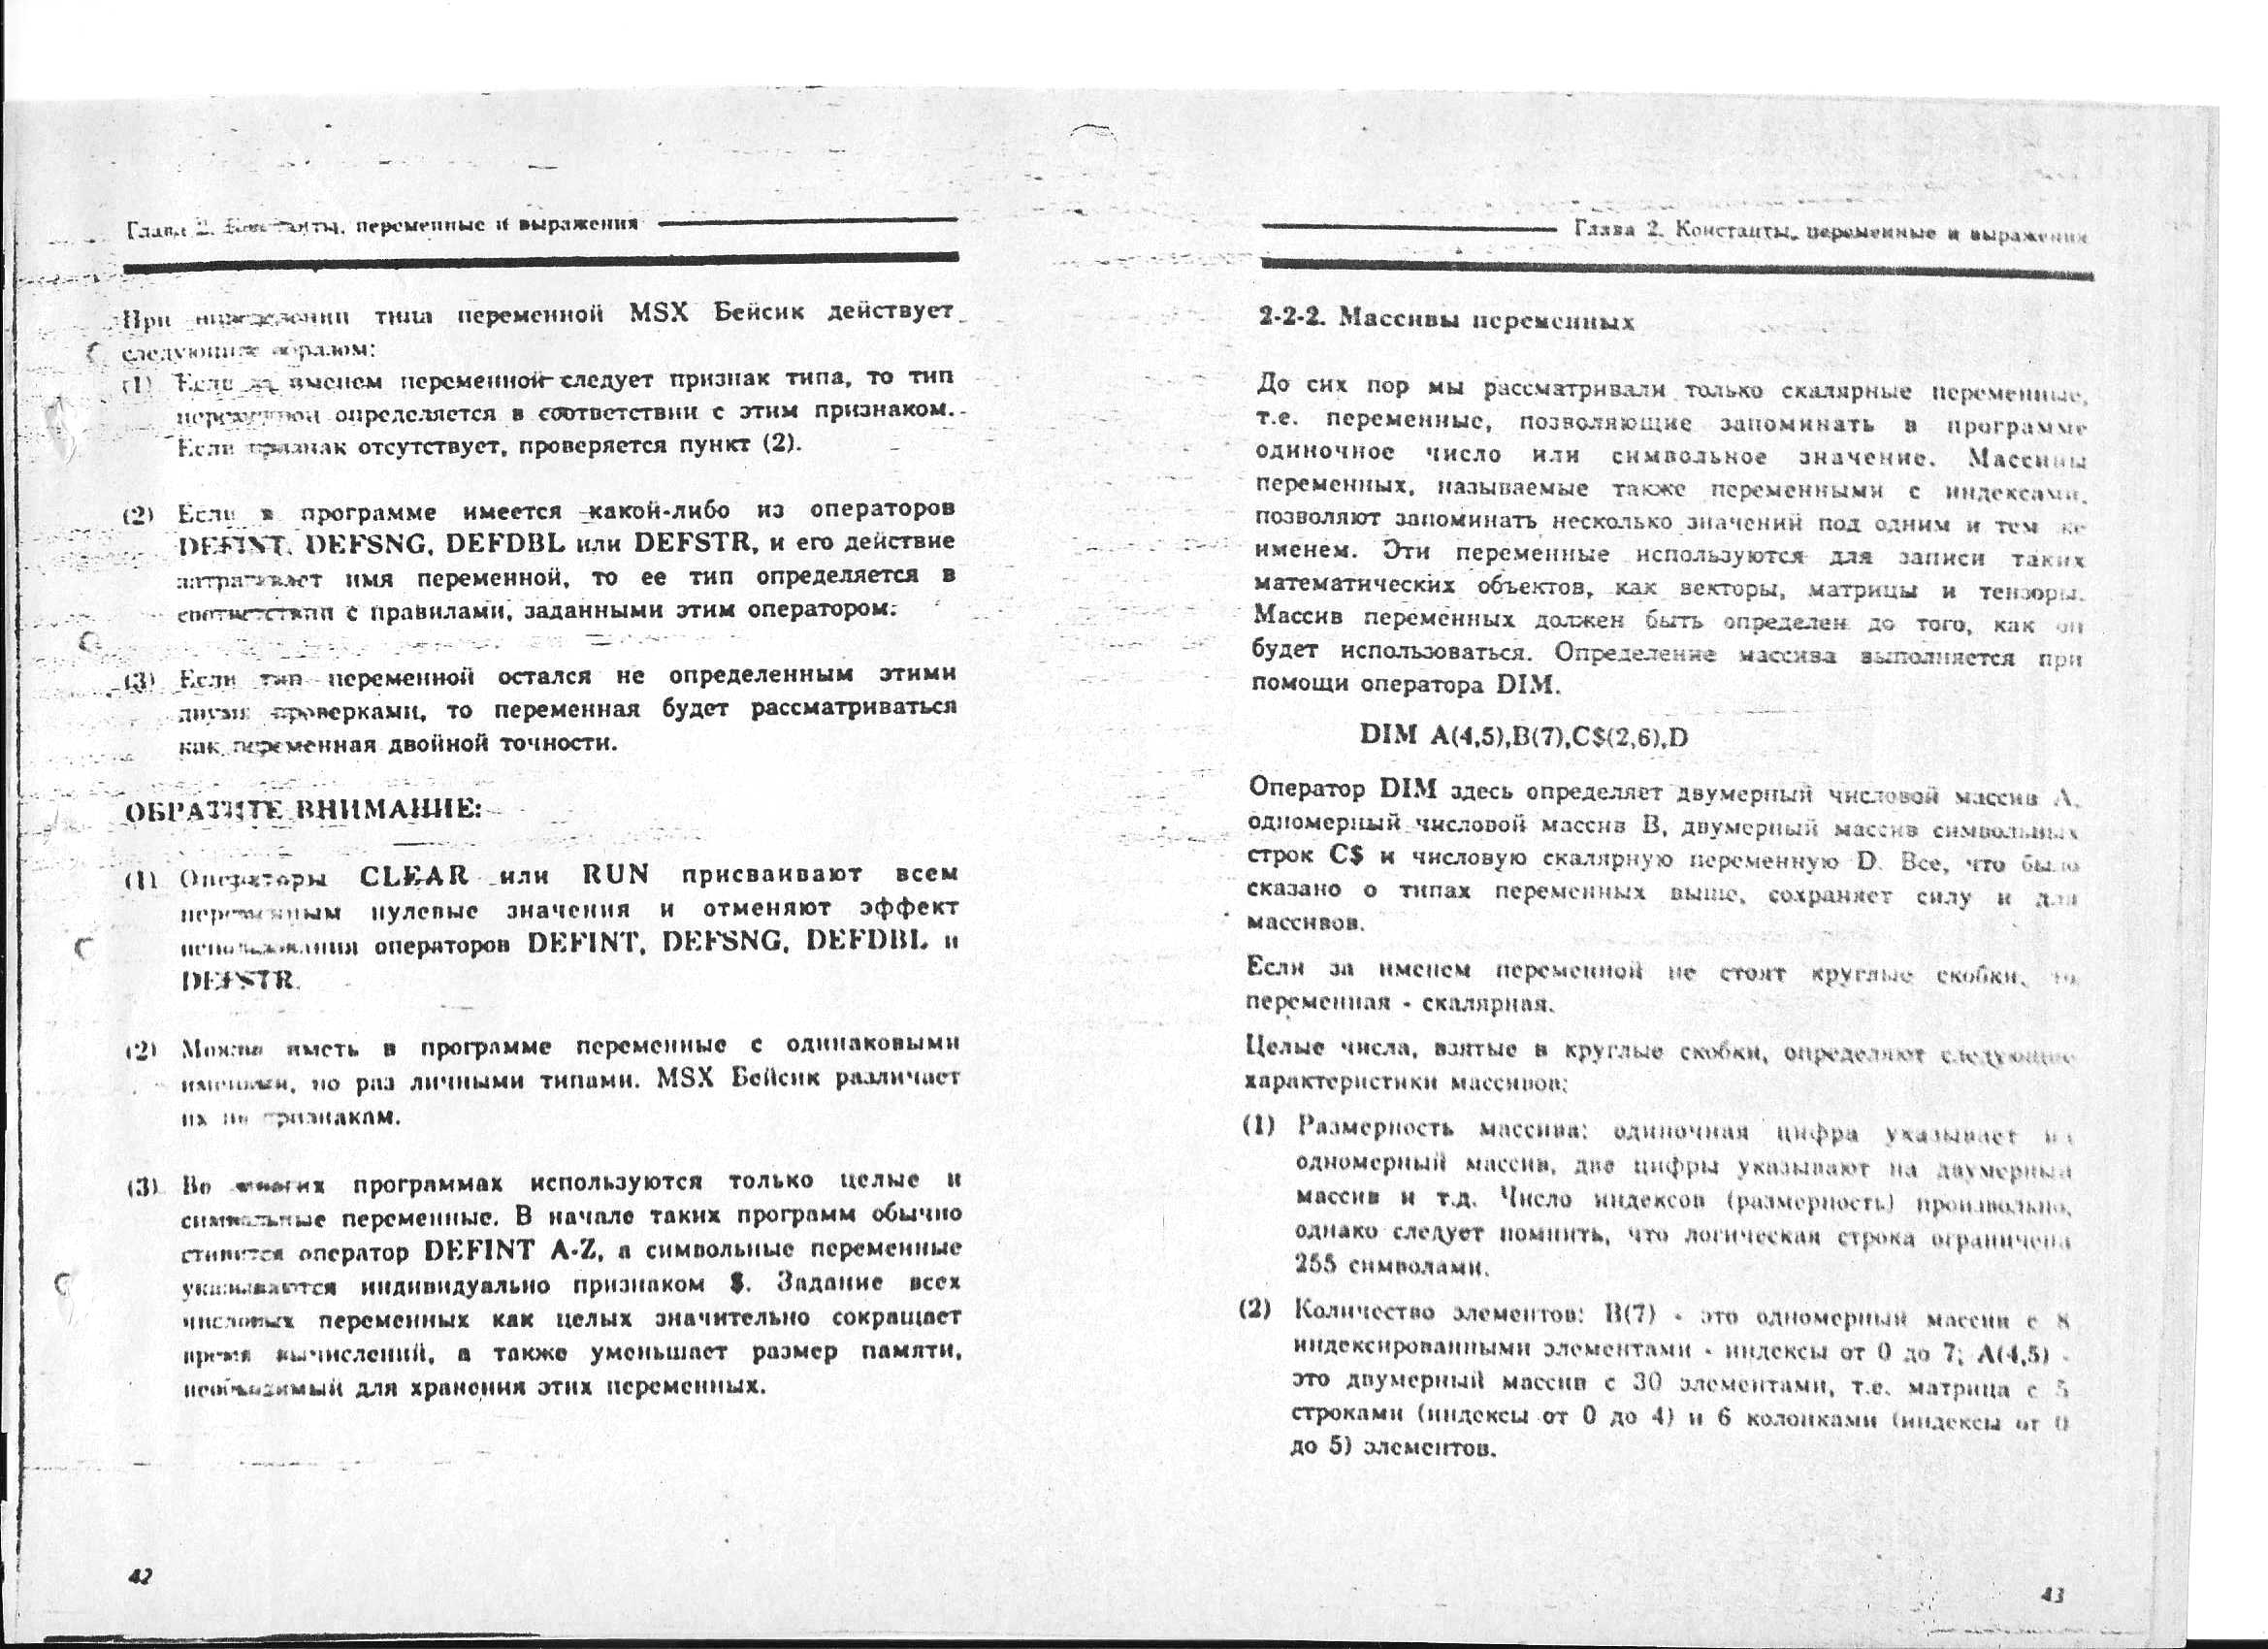 Глава 2. Константы, переменные и выражения
При определении типа переменной MSX Бейсик действует
следующим образом:
(1) Если за именем переменной следует признак типа, то тип
переменной определяется в соответствии с этим признаком.
Если признак отсутствует, проверяется пункт (2).
(2) Если в программе имеется какой-либо из операторов
DEFINT, DEFSNG, DEFDBL или DEFSTR, и его действие
затрагивает имя переменной, то ее тип определяется в
соответствии с правилами, заданными этим оператором.
(3) Если тип переменной остался не определенным этими
двумя проверками, то переменная будет рассматриваться
как переменная двойной точности.
ОБРАТИТЕ ВНИМАНИЕ:
(1) Операторы CLEAR или RUN присваивают всем
переменным нулевые значения и отменяют эффект
использования операторов DEFINT, DEFSNG, DEFDBL и
DEFSTR.
(2) Можно иметь в программе переменные с одинаковыми
именами, но раз личными типами. MSX Бейсик различает
их по признакам.
(3) Во многих программах используются только целые и
символьные переменные. В начале таких программ обычно
ставится оператор DEFINT A-Z, а символьные переменные
указываются индивидуально признаком $. Задание всех
числовых переменных как целых значительно сокращает
время вычислений, а также уменьшает размер памяти,
необходимый для хранения этих переменных.
42
Глава 2. Константы, переменные и выражения
2-2-2. Массивы переменных
До сих пор мы рассматривали только скалярные переменные,
т.е. переменные, позволяющие запоминать в программе
одиночное число или символьное значение. Массивы
переменных, называемые также переменными с индексами,
позволяют запоминать несколько значений под одним и тем же
именем. Эти переменные используются для записи таких
математических объектов, как векторы, матрицы и тензоры.
Массив переменных должен быть определен до того, как он
будет использоваться. Определение массива выполняется при
помощи оператора DIM.
DIM A(4,5),B(7),C$(2,6),D
Оператор DIM здесь определяет двумерный числовой массив A,
одномерный числовой массив B, двумерный массив символьных
строк C$ и числовую скалярную переменную D. Все, что было
сказано о типах переменных выше, сохраняет силу и для
массивов.
Если за именем переменной не стоят круглые скобки, то
переменная - скалярная.
Целые числа, взятые в круглые скобки, определяют следующие
характеристики массивов:
(1) Размерность массива: одиночная цифра указывает на
одномерный массив, две цифры указывают на двумерный
массив и т.д. Число индексов (размерность) произвольно,
однако следует помнить, что логическая строка ограничена
255 символами.
(2) Количество элементов: B(7) - это одномерный массив с 8
индексированными элементами - индексы от 0 до 7; A(4,5) -
это двумерный массив с 30 элементами, т.е. матрица с 5
строками (индексы от 0 до 4) и 6 колонками (индексы от 0
до 5) элементов.
43